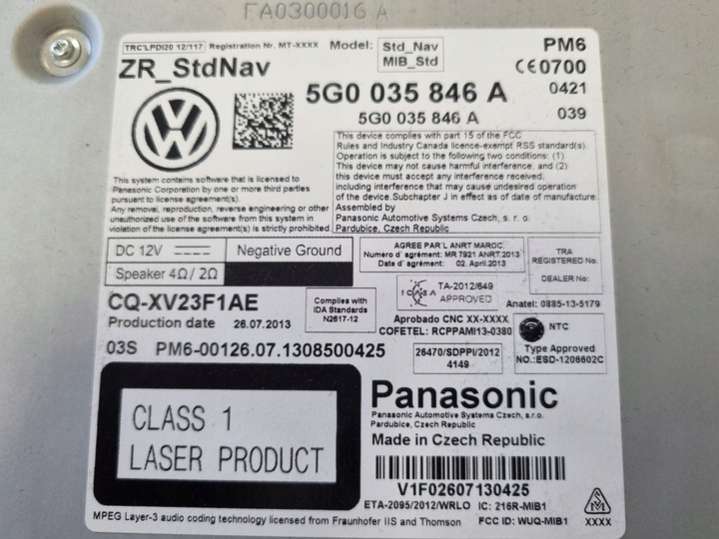 FA0300016 A
TRC'LPDI20 12/117 Registration Nr. MT-XXXX Model: Std_Nav PM6
MIB_Std
ZR_StdNav CE0700
5G0 035 846 A 0421
5G0 035 846 A 039
This device complies with part 15 of the FCC
Rules and Industry Canada licence-exempt RSS standard(s).
Operation is subject to the following two conditions: (1)
This device may not cause harmful interference, and (2)
this device must accept any interference received,
including interference that may cause undesired operation
of the device.Subchapter J in effect as of date of manufacture.
Assembled by
Panasonic Automotive Systems Czech, s. r. o.
Pardubice, Czech Republic.
This system contains software that is licensed to
Panasonic Corporation by one or more third parties
pursuant to license agreement(s).
Any removal, reproduction, reverse engineering or other
unauthorized use of the software from this system in
violation of the license agreement(s) is strictly prohibited.
DC 12V Negative Ground
Speaker 4Ω/ 2Ω
AGREE PAR L'ANRT MAROC.
Numero d' agrément: MR 7921 ANRT.2013
Date d' agrément: 02. April.2013
TRA
REGISTERED No:
DEALER No:
ICASA TA-2012/649
APPROVED
Anatel: 0885-13-5179
CQ-XV23F1AE
Production date 26.07.2013
Complies with
IDA Standards
N2617-12
Aprobado CNC XX-XXXX
COFETEL: RCPPAMI13-0380
NTC
Type Approved
NO.:ESD-1206602C
03S PM6-00126.07.1308500425
26470/SDPPI/2012
4149
CLASS 1
LASER PRODUCT
Panasonic
Panasonic Automotive Systems Czech, s.r.o.
Pardubice, Czech Republic
Made in Czech Republic
V1F02607130425
ETA-2095/2012/WRLO IC: 216R-MIB1
MPEG Layer-3 audio coding technology licensed from Fraunhofer IIS and Thomson FCC ID: WUQ-MIB1
XXXX